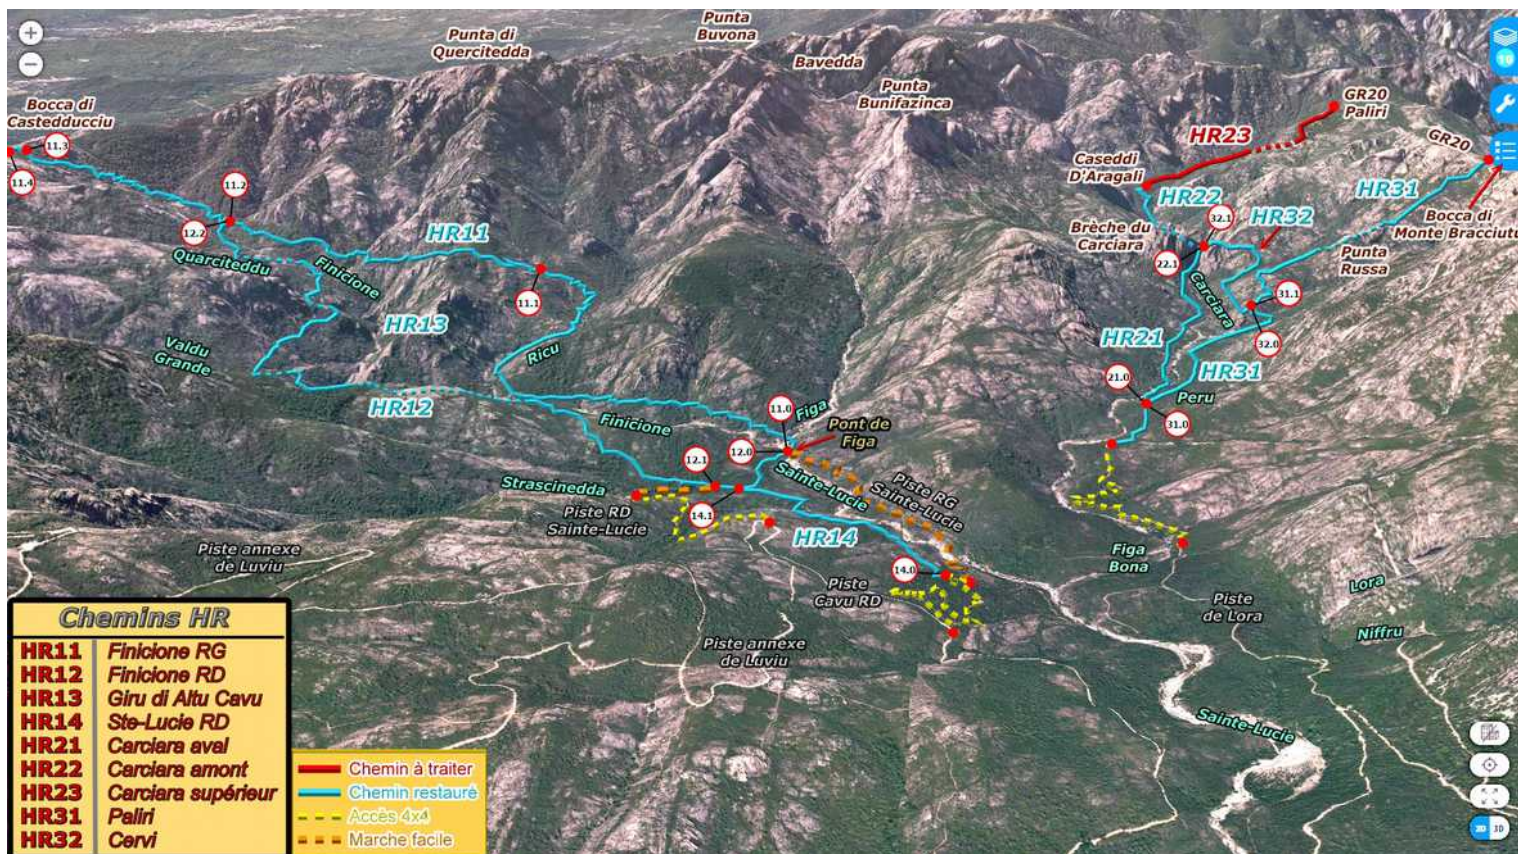 Punta
Buvona
Punta di
Quercitedda
Bavedda
Punta
Bunifazinca
Bocca di
Castedducciu
GR20
Paliri
HR23
GR20
11.3
11.4
11.2
12.2
Caseddi
D'Aragali
HR22
32.1
HR32
HR31
Bocca di
Monte Bracciutu
Brèche du
Carciara
22.1
Punta
Russa
HR11
Quarciteddu
Finicione
Carciara
11.1
31.1
32.0
HR13
HR21
Valdu
Grande
Ricu
HR31
21.0
Peru
31.0
HR12
Finicione
11.0
Figa
Pont de
Figa
12.1
12.0
Strascinedda
Sainte-Lucie
Piste RG
Sainte-Lucie
Piste RD
Sainte-Lucie
14.1
HR14
Piste annexe
de Luviu
Figa
Bona
14.0
Piste
Cavu RD
Lora
Piste
de Lora
Niffru
Piste annexe
de Luviu
Sainte-Lucie
Chemins HR
HR11 Finicione RG
HR12 Finicione RD
HR13 Giru di Altu Cavu
HR14 Ste-Lucie RD
HR21 Carciara aval
HR22 Carciara amont
HR23 Carciara supérieur
HR31 Paliri
HR32 Cervi
Chemin à traiter
Chemin restauré
Accès 4x4
Marche facile
10
2D 3D